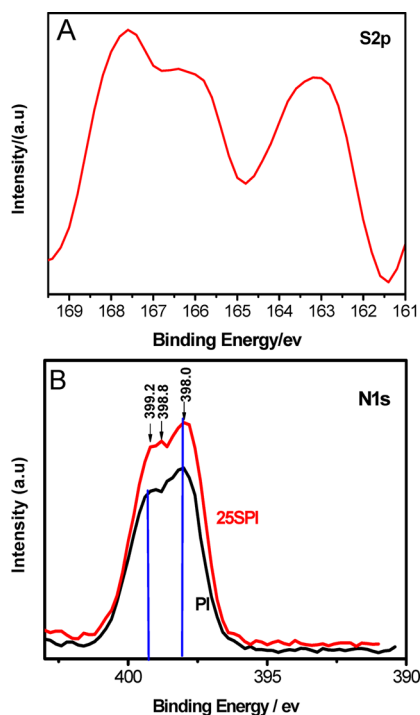 A
S2p
Intensity/(a.u)
169 168 167 166 165 164 163 162 161
Binding Energy/ev
B
N1s
399.2
398.8
398.0
25SPI
PI
Intensity (a.u)
400 395 390
Binding Energy / ev